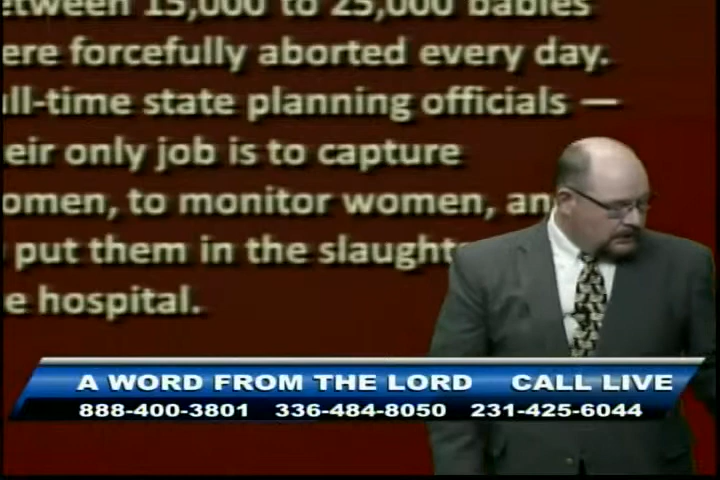 etween 15,000 to 25,000 babies
ere forcefully aborted every day.
ll-time state planning officials —
eir only job is to capture
omen, to monitor women, an
put them in the slaught
e hospital.
A WORD FROM THE LORD CALL LIVE
888-400-3801 336-484-8050 231-425-6044